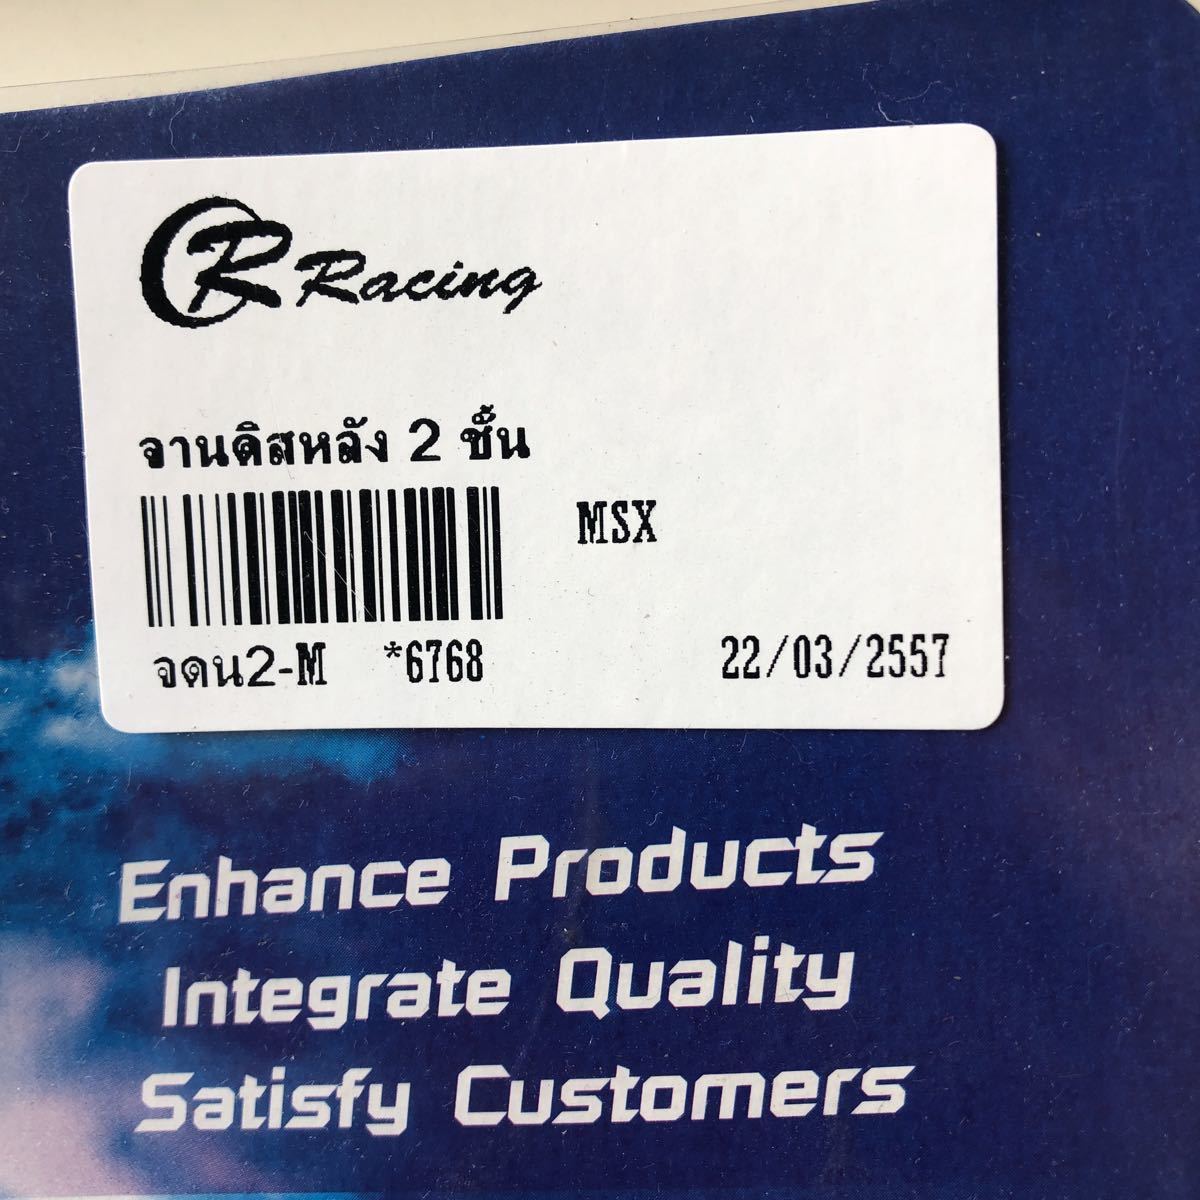 R Racing
จานดิสหลัง 2 ชั้น
MSX
จดน2-M *6768 22/03/2557
Enhance Products
Integrate Quality
Satisfy Customers